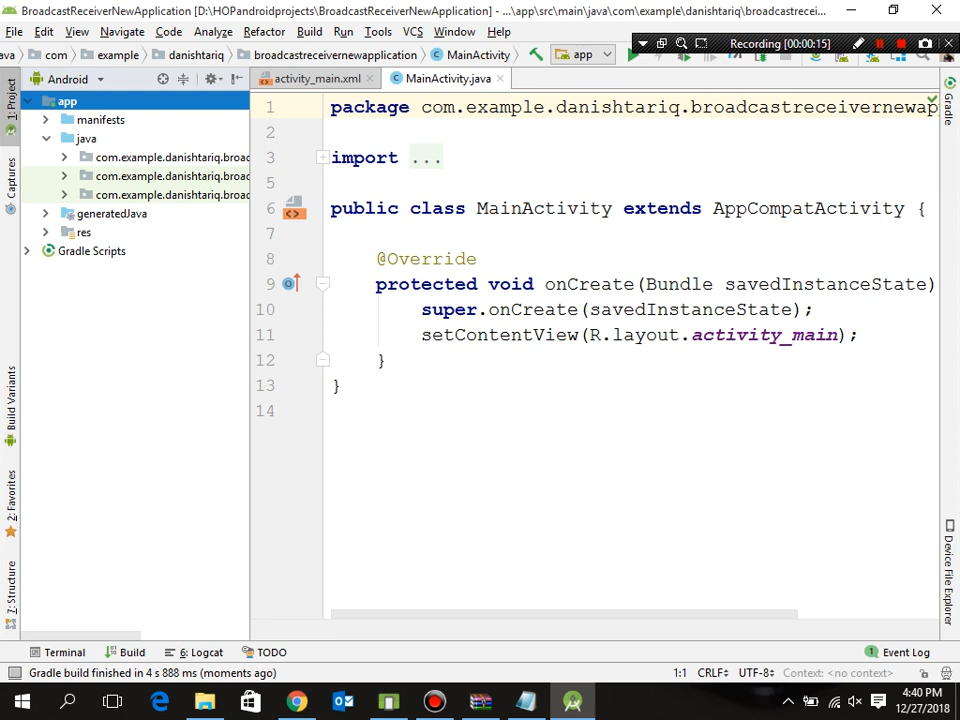 BroadcastReceiverNewApplication [D:\HOPandroidprojects\BroadcastReceiverNewApplication] - ...\app\src\main\java\com\example\danishtariq\broadcastrecei...
File Edit View Navigate Code Analyze Refactor Build Run Tools VCS Window Help
ava com example danishtariq broadcastreceivernewapplication MainActivity app
Recording [00:00:15]
Android
activity_main.xml
MainActivity.java
1: Project
Captures
Build Variants
2: Favorites
7: Structure
app
manifests
java
com.example.danishtariq.broad
com.example.danishtariq.broad
com.example.danishtariq.broad
generatedJava
res
Gradle Scripts
1 package com.example.danishtariq.broadcastreceivernewap
2
3 import ...
5
6 public class MainActivity extends AppCompatActivity {
7
8 @Override
9 protected void onCreate(Bundle savedInstanceState)
10 super.onCreate(savedInstanceState);
11 setContentView(R.layout.activity_main);
12 }
13 }
14
Gradle
Device File Explorer
Terminal Build 6: Logcat TODO
1 Event Log
Gradle build finished in 4 s 888 ms (moments ago)
1:1 CRLF UTF-8 Context: <no context>
4:40 PM
12/27/2018